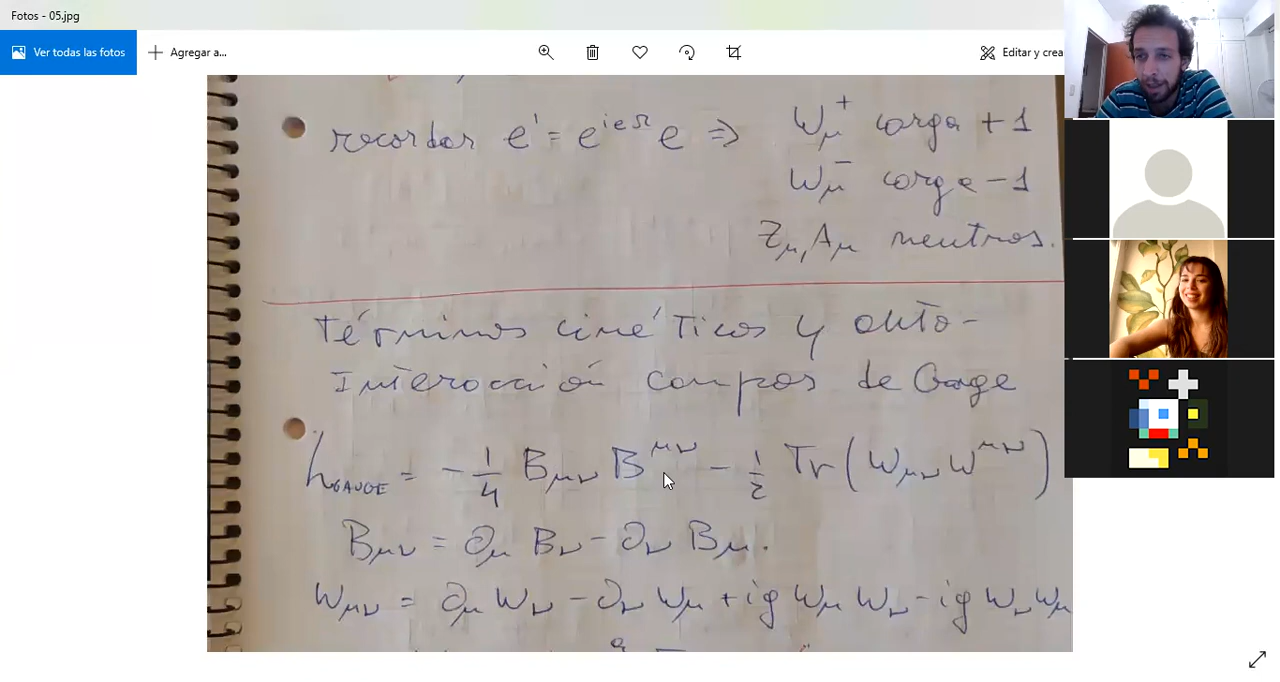 Fotos - 05.jpg
Ver todas las fotos
Agregar a...
Editar y crea
recordar e' = e^{ieΩ} e ⇒ W_μ^+ carga +1
W_μ^- carga -1
Z_μ, A_μ neutros.
términos cinéticos y auto-
Interacción campos de Gauge
L_GAUGE = - 1/4 B_μν B^μν - 1/2 Tr (W_μν W^μν)
B_μν = ∂_μ B_ν - ∂_ν B_μ.
W_μν = ∂_μ W_ν - ∂_ν W_μ + ig W_μ W_ν - ig W_ν W_μ